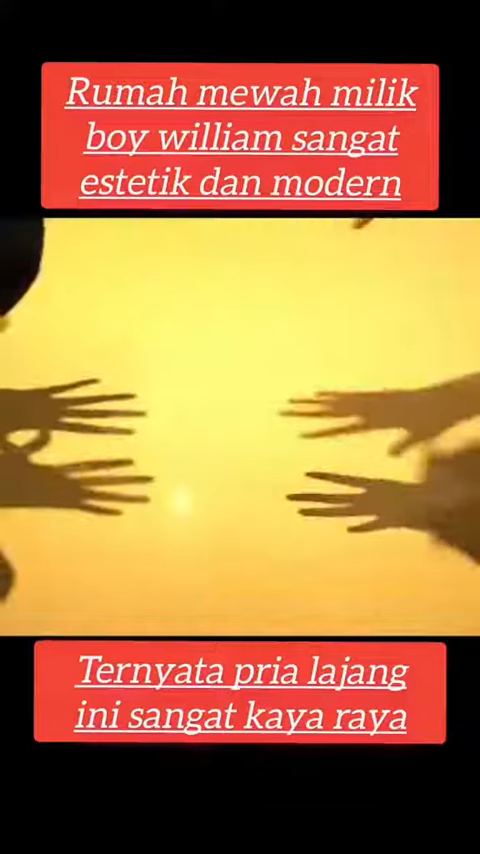 Rumah mewah milik
boy william sangat
estetik dan modern
Ternyata pria lajang
ini sangat kaya raya